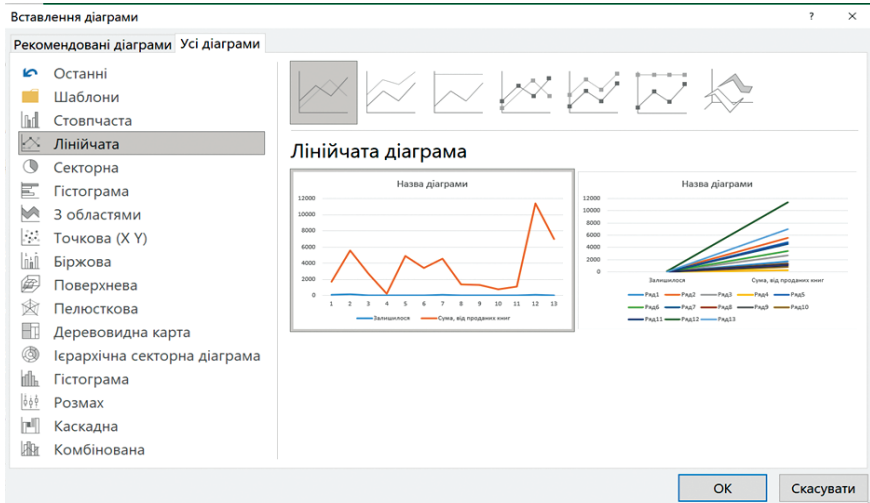 Вставлення діаграми
?
×
Рекомендовані діаграми
Усі діаграми
Останні
Шаблони
Стовпчаста
Лінійчата
Секторна
Гістограма
З областями
Точкова (X Y)
Біржова
Поверхнева
Пелюсткова
Деревовидна карта
Ієрархічна секторна діаграма
Гістограма
Розмах
Каскадна
Комбінована
Лінійчата діаграма
Назва діаграми
12000
10000
8000
6000
4000
2000
0
1 2 3 4 5 6 7 8 9 10 11 12 13
Залишилося
Сума, від проданих книг
Назва діаграми
12000
10000
8000
6000
4000
2000
0
Залишилося
Сума, від проданих книг
Ряд1 Ряд2 Ряд3 Ряд4 Ряд5
Ряд6 Ряд7 Ряд8 Ряд9 Ряд10
Ряд11 Ряд12 Ряд13
ОК
Скасувати